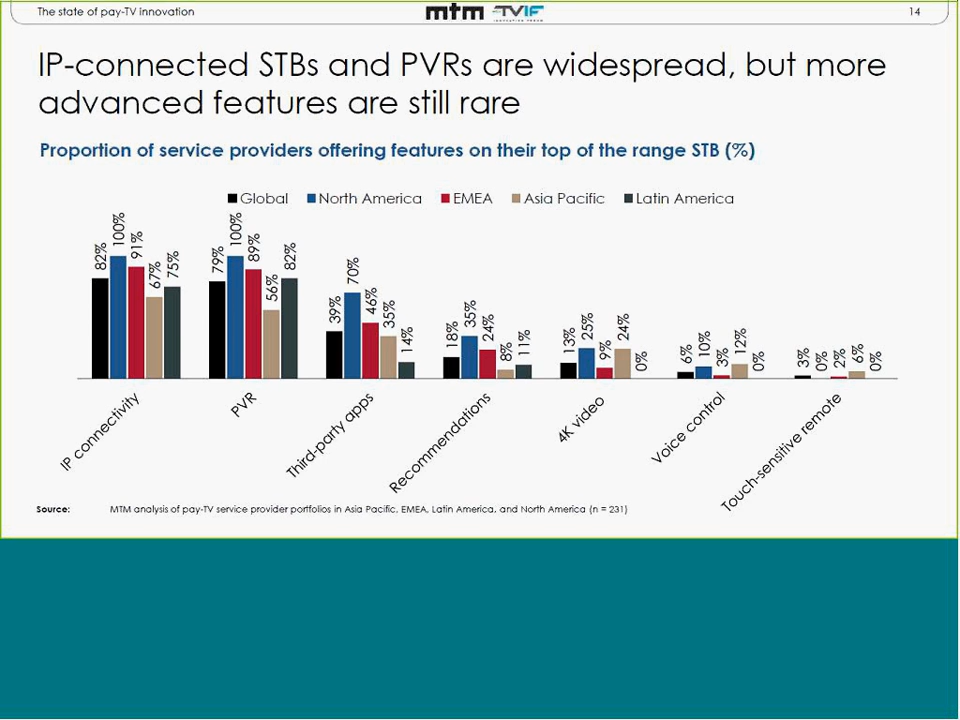 The state of pay-TV innovation
mtm TVIF
INNOVATION FORUM
14
IP-connected STBs and PVRs are widespread, but more
advanced features are still rare
Proportion of service providers offering features on their top of the range STB (%)
Global North America EMEA Asia Pacific Latin America
82% 100% 91% 67% 75%
79% 100% 89% 56% 82%
39% 70% 46% 35% 14%
18% 35% 24% 8% 11%
13% 25% 9% 24% 0%
6% 10% 3% 12% 0%
3% 0% 2% 6% 0%
IP connectivity
PVR
Third-party apps
Recommendations
4K video
Voice control
Touch-sensitive remote
Source: MTM analysis of pay-TV service provider portfolios in Asia Pacific, EMEA, Latin America, and North America (n = 231)